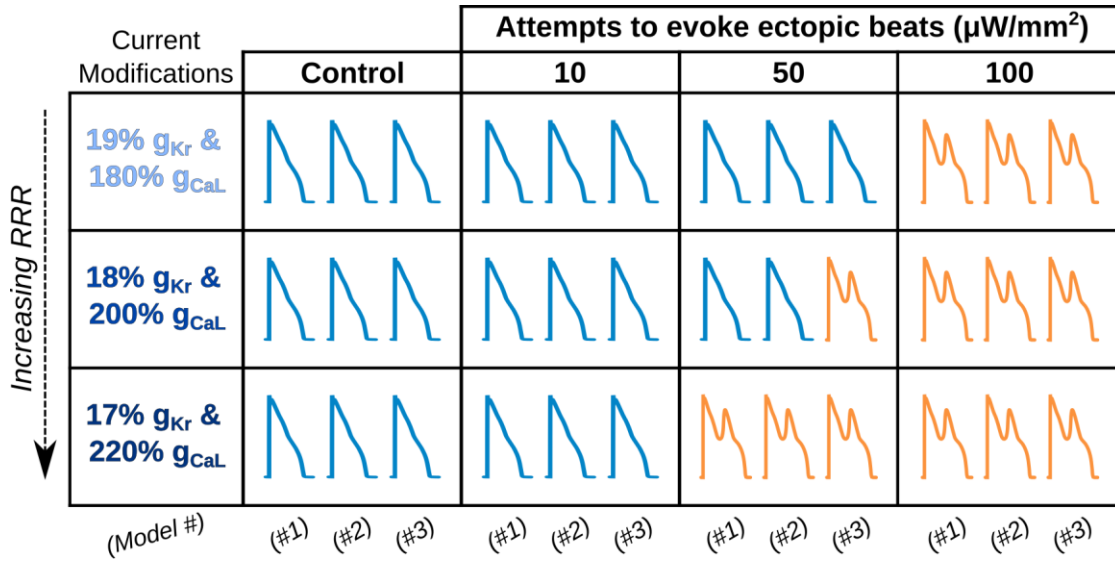 Attempts to evoke ectopic beats (µW/mm²)
Current
Modifications
Control
10
50
100
Increasing RRR
19% gKr &
180% gCaL
18% gKr &
200% gCaL
17% gKr &
220% gCaL
(Model #)
(#1)
(#2)
(#3)
(#1)
(#2)
(#3)
(#1)
(#2)
(#3)
(#1)
(#2)
(#3)